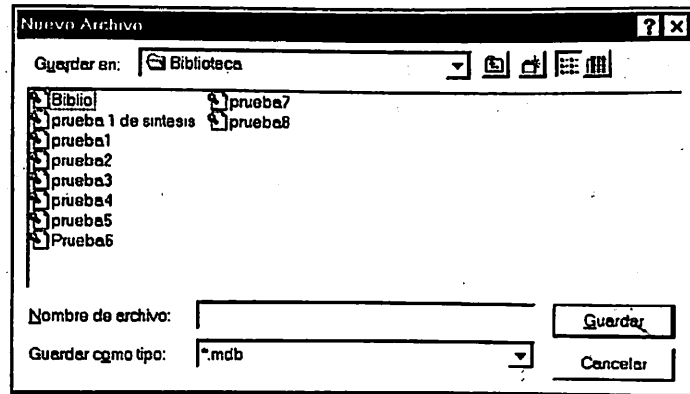 Nuevo Archivo
Guardar en: Biblioteca
Bibliol
prueba 1 de sintesis
prueba1
prueba2
prueba3
prueba4
prueba5
Prueba6
prueba7
prueba8
Nombre de archivo:
Guardar
Guardar como tipo: *.mdb
Cancelar